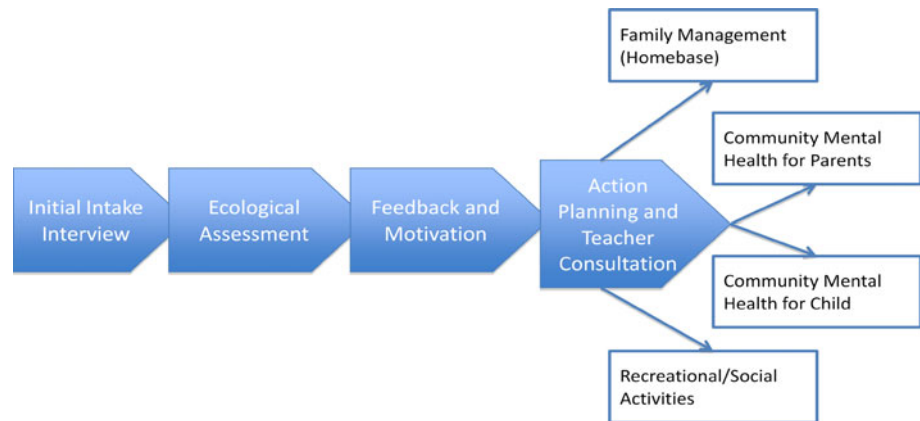 Initial Intake
Interview
Ecological
Assessment
Feedback and
Motivation
Action
Planning and
Teacher
Consultation
Family Management
(Homebase)
Community Mental
Health for Parents
Community Mental
Health for Child
Recreational/Social
Activities